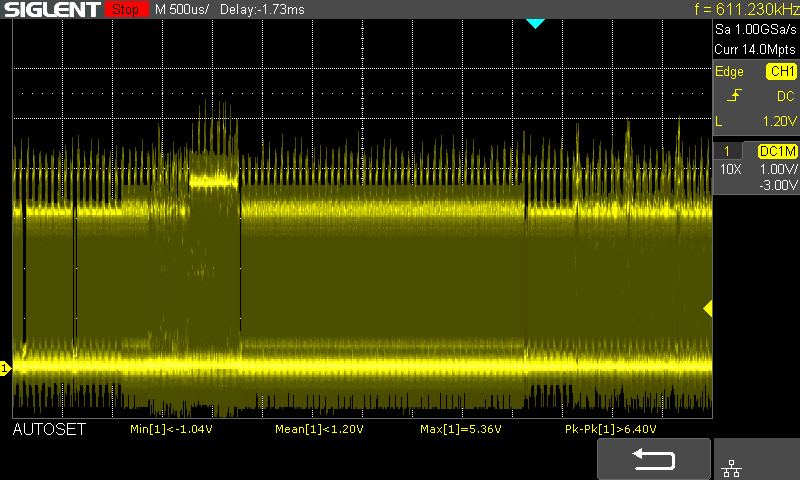 SIGLENT Stop M 500us/ Delay:-1.73ms f = 611.230kHz
Sa 1.00GSa/s
Curr 14.0Mpts
Edge CH1
DC
L 1.20V
1 DC1M
10X 1.00V/
-3.00V
1
AUTOSET Min[1]<-1.04V Mean[1]<1.20V Max[1]=5.36V Pk-Pk[1]>6.40V